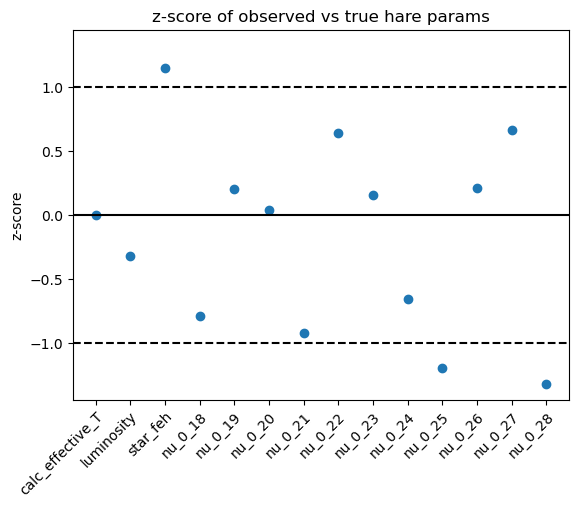 z-score of observed vs true hare params
z-score
1.0
0.5
0.0
−0.5
−1.0
calc_effective_T
luminosity
star_feh
nu_0_18
nu_0_19
nu_0_20
nu_0_21
nu_0_22
nu_0_23
nu_0_24
nu_0_25
nu_0_26
nu_0_27
nu_0_28